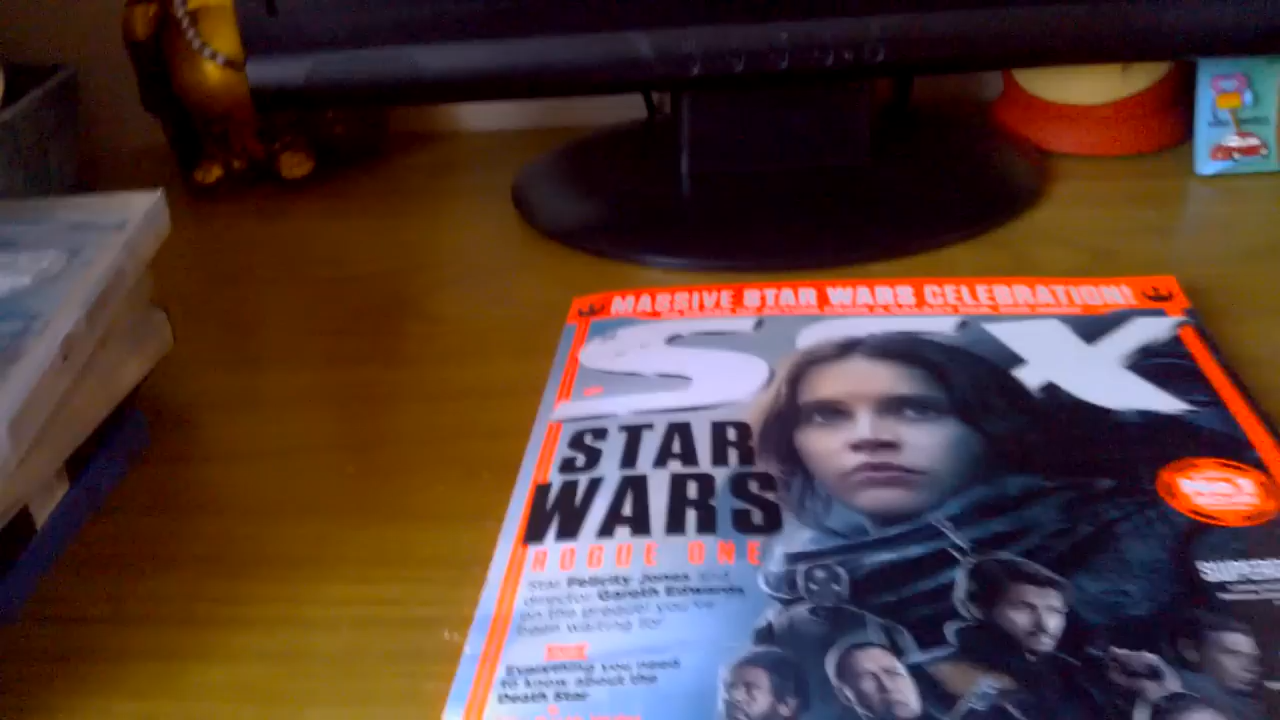 MASSIVE STAR WARS CELEBRATION!
SFX
STAR
WARS
ROGUE ONE
Star Felicity Jones and
director Gareth Edwards
on the prequel you've
been waiting for
Everything you need
to know about the
Death Star